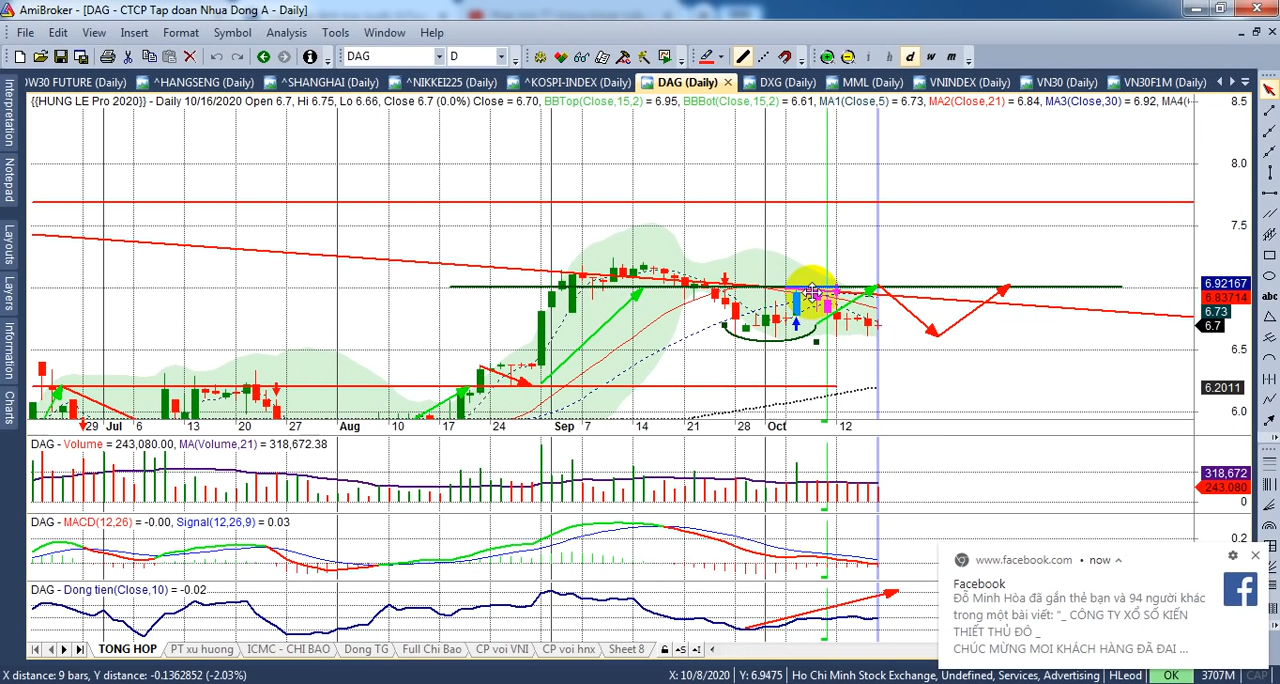 AmiBroker - [DAG - CTCP Tap doan Nhua Dong A - Daily]
File Edit View Insert Format Symbol Analysis Tools Window Help
DAG D i h d w m
W30 FUTURE (Daily) ^HANGSENG (Daily) ^SHANGHAI (Daily) ^NIKKEI225 (Daily) ^KOSPI-INDEX (Daily) DAG (Daily) DXG (Daily) MML (Daily) VNINDEX (Daily) VN30 (Daily) VN30F1M (Daily)
{{HUNG LE Pro 2020}} - Daily 10/16/2020 Open 6.7, Hi 6.75, Lo 6.66, Close 6.7 (0.0%) Close = 6.70, BBTop(Close,15,2) = 6.95, BBBot(Close,15,2) = 6.61, MA1(Close,5) = 6.73, MA2(Close,21) = 6.84, MA3(Close,30) = 6.92, MA4(
Interpretation
Notepad
Layouts
Layers
Information
Charts
8.5
8.0
7.5
6.92167
6.83714
6.73
6.7
6.5
6.2011
6.0
abc
29 Jul 6 13 20 27 Aug 10 17 24 Sep 7 14 21 28 Oct 12
DAG - Volume = 243,080.00, MA(Volume,21) = 318,672.38
318,672
243,080
0
DAG - MACD(12,26) = -0.00, Signal(12,26,9) = 0.03
0.2
DAG - Dong tien(Close,10) = -0.02
www.facebook.com • now
Facebook
Đỗ Minh Hòa đã gắn thẻ bạn và 94 người khác
trong một bài viết: "_ CÔNG TY XỔ SỐ KIẾN
THIẾT THỦ ĐÔ _
CHÚC MỪNG MOI KHÁCH HÀNG ĐÃ ĐAI ...
TONG HOP PT xu huong ICMC - CHI BAO Dong TG Full Chi Bao CP voi VNI CP voi hnx Sheet 8
X distance: 9 bars, Y distance: -0.1362852 (-2.03%) X: 10/8/2020 Y: 6.9475 Ho Chi Minh Stock Exchange, Undefined, Services, Advertising HLeod OK 3707M CAP